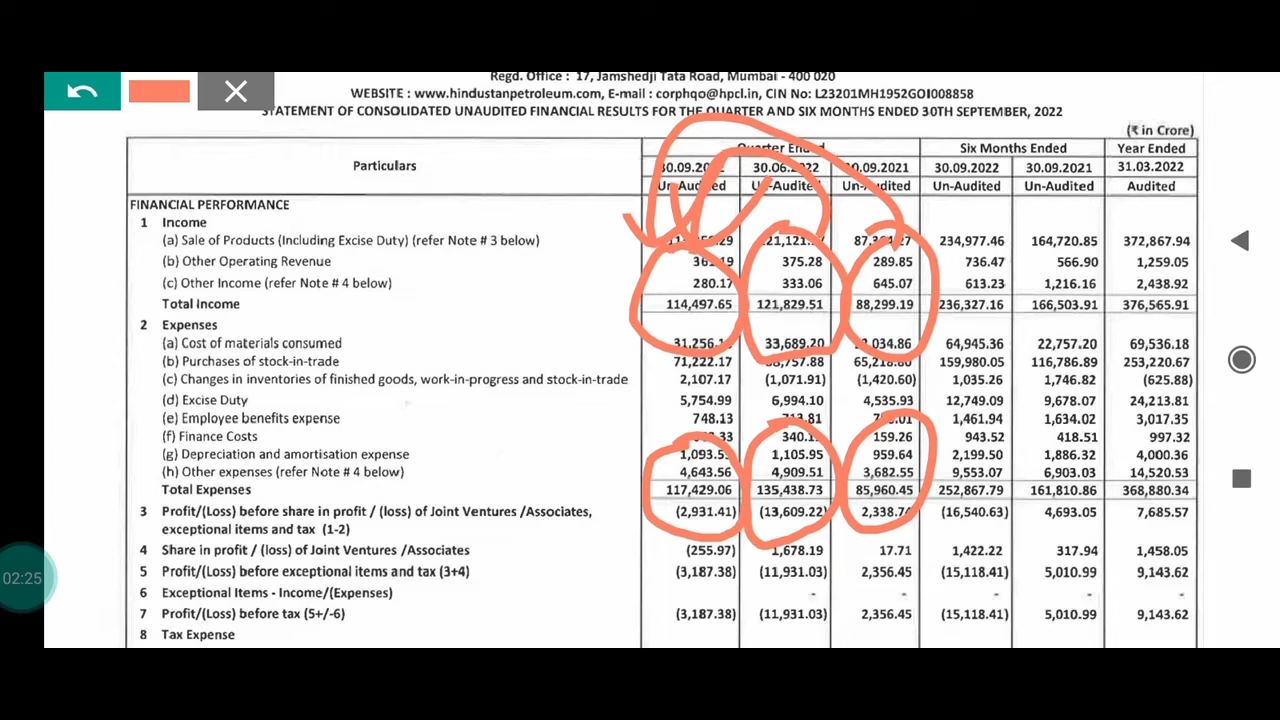 Regd. Office : 17, Jamshedji Tata Road, Mumbai - 400 020
WEBSITE : www.hindustanpetroleum.com, E-mail : corphqo@hpcl.in, CIN No: L23201MH1952GOI008858
STATEMENT OF CONSOLIDATED UNAUDITED FINANCIAL RESULTS FOR THE QUARTER AND SIX MONTHS ENDED 30TH SEPTEMBER, 2022
(₹ in Crore)
Particulars Quarter Ended Six Months Ended Year Ended
30.06.2022 30.09.2022 30.09.2021 31.03.2022
Un-Audited Un-Audited Un-Audited Un-Audited Un-Audited Audited
FINANCIAL PERFORMANCE
1 Income
(a) Sale of Products (Including Excise Duty) (refer Note # 3 below) 234,977.46 164,720.85 372,867.94
(b) Other Operating Revenue 375.28 289.85 736.47 566.90 1,259.05
(c) Other Income (refer Note # 4 below) 280.17 333.06 645.07 613.23 1,216.16 2,438.92
Total Income 114,497.65 121,829.51 88,299.19 236,327.16 166,503.91 376,565.91
2 Expenses
(a) Cost of materials consumed 33,689.20 64,945.36 22,757.20 69,536.18
(b) Purchases of stock-in-trade 71,222.17 159,980.05 116,786.89 253,220.67
(c) Changes in inventories of finished goods, work-in-progress and stock-in-trade 2,107.17 (1,071.91) (1,420.60) 1,035.26 1,746.82 (625.88)
(d) Excise Duty 5,754.99 6,994.10 4,535.93 12,749.09 9,678.07 24,213.81
(e) Employee benefits expense 748.13 1,461.94 1,634.02 3,017.35
(f) Finance Costs 159.26 943.52 418.51 997.32
(g) Depreciation and amortisation expense 1,105.95 959.64 2,199.50 1,886.32 4,000.36
(h) Other expenses (refer Note # 4 below) 4,643.56 4,909.51 3,682.55 9,553.07 6,903.03 14,520.53
Total Expenses 117,429.06 135,438.73 85,960.45 252,867.79 161,810.86 368,880.34
3 Profit/(Loss) before share in profit / (loss) of Joint Ventures /Associates, (2,931.41) (13,609.22) 2,338.74 (16,540.63) 4,693.05 7,685.57
exceptional items and tax (1-2)
4 Share in profit / (loss) of Joint Ventures /Associates (255.97) 1,678.19 17.71 1,422.22 317.94 1,458.05
5 Profit/(Loss) before exceptional items and tax (3+4) (3,187.38) (11,931.03) 2,356.45 (15,118.41) 5,010.99 9,143.62
6 Exceptional Items - Income/(Expenses) - - - - -
7 Profit/(Loss) before tax (5+/-6) (3,187.38) (11,931.03) 2,356.45 (15,118.41) 5,010.99 9,143.62
8 Tax Expense
02:25